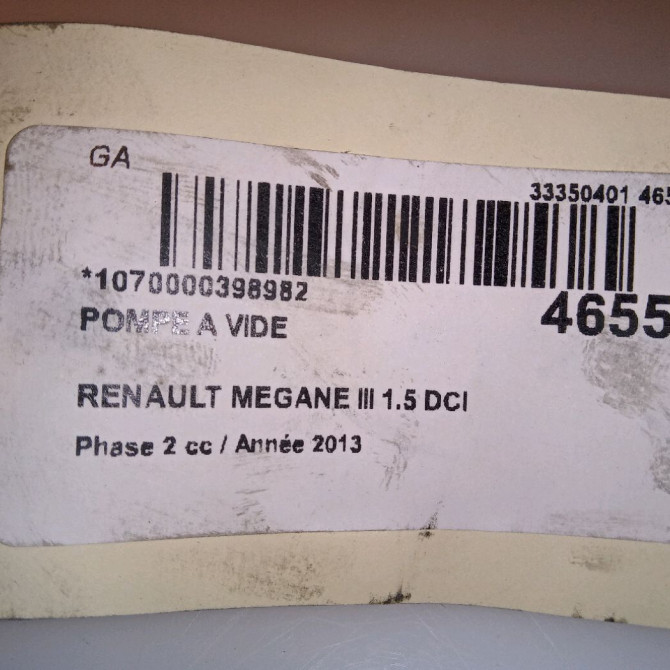 GA
33350401 465
*1070000398982
POMPE A VIDE
4655
RENAULT MEGANE III 1.5 DCI
Phase 2 cc / Année 2013